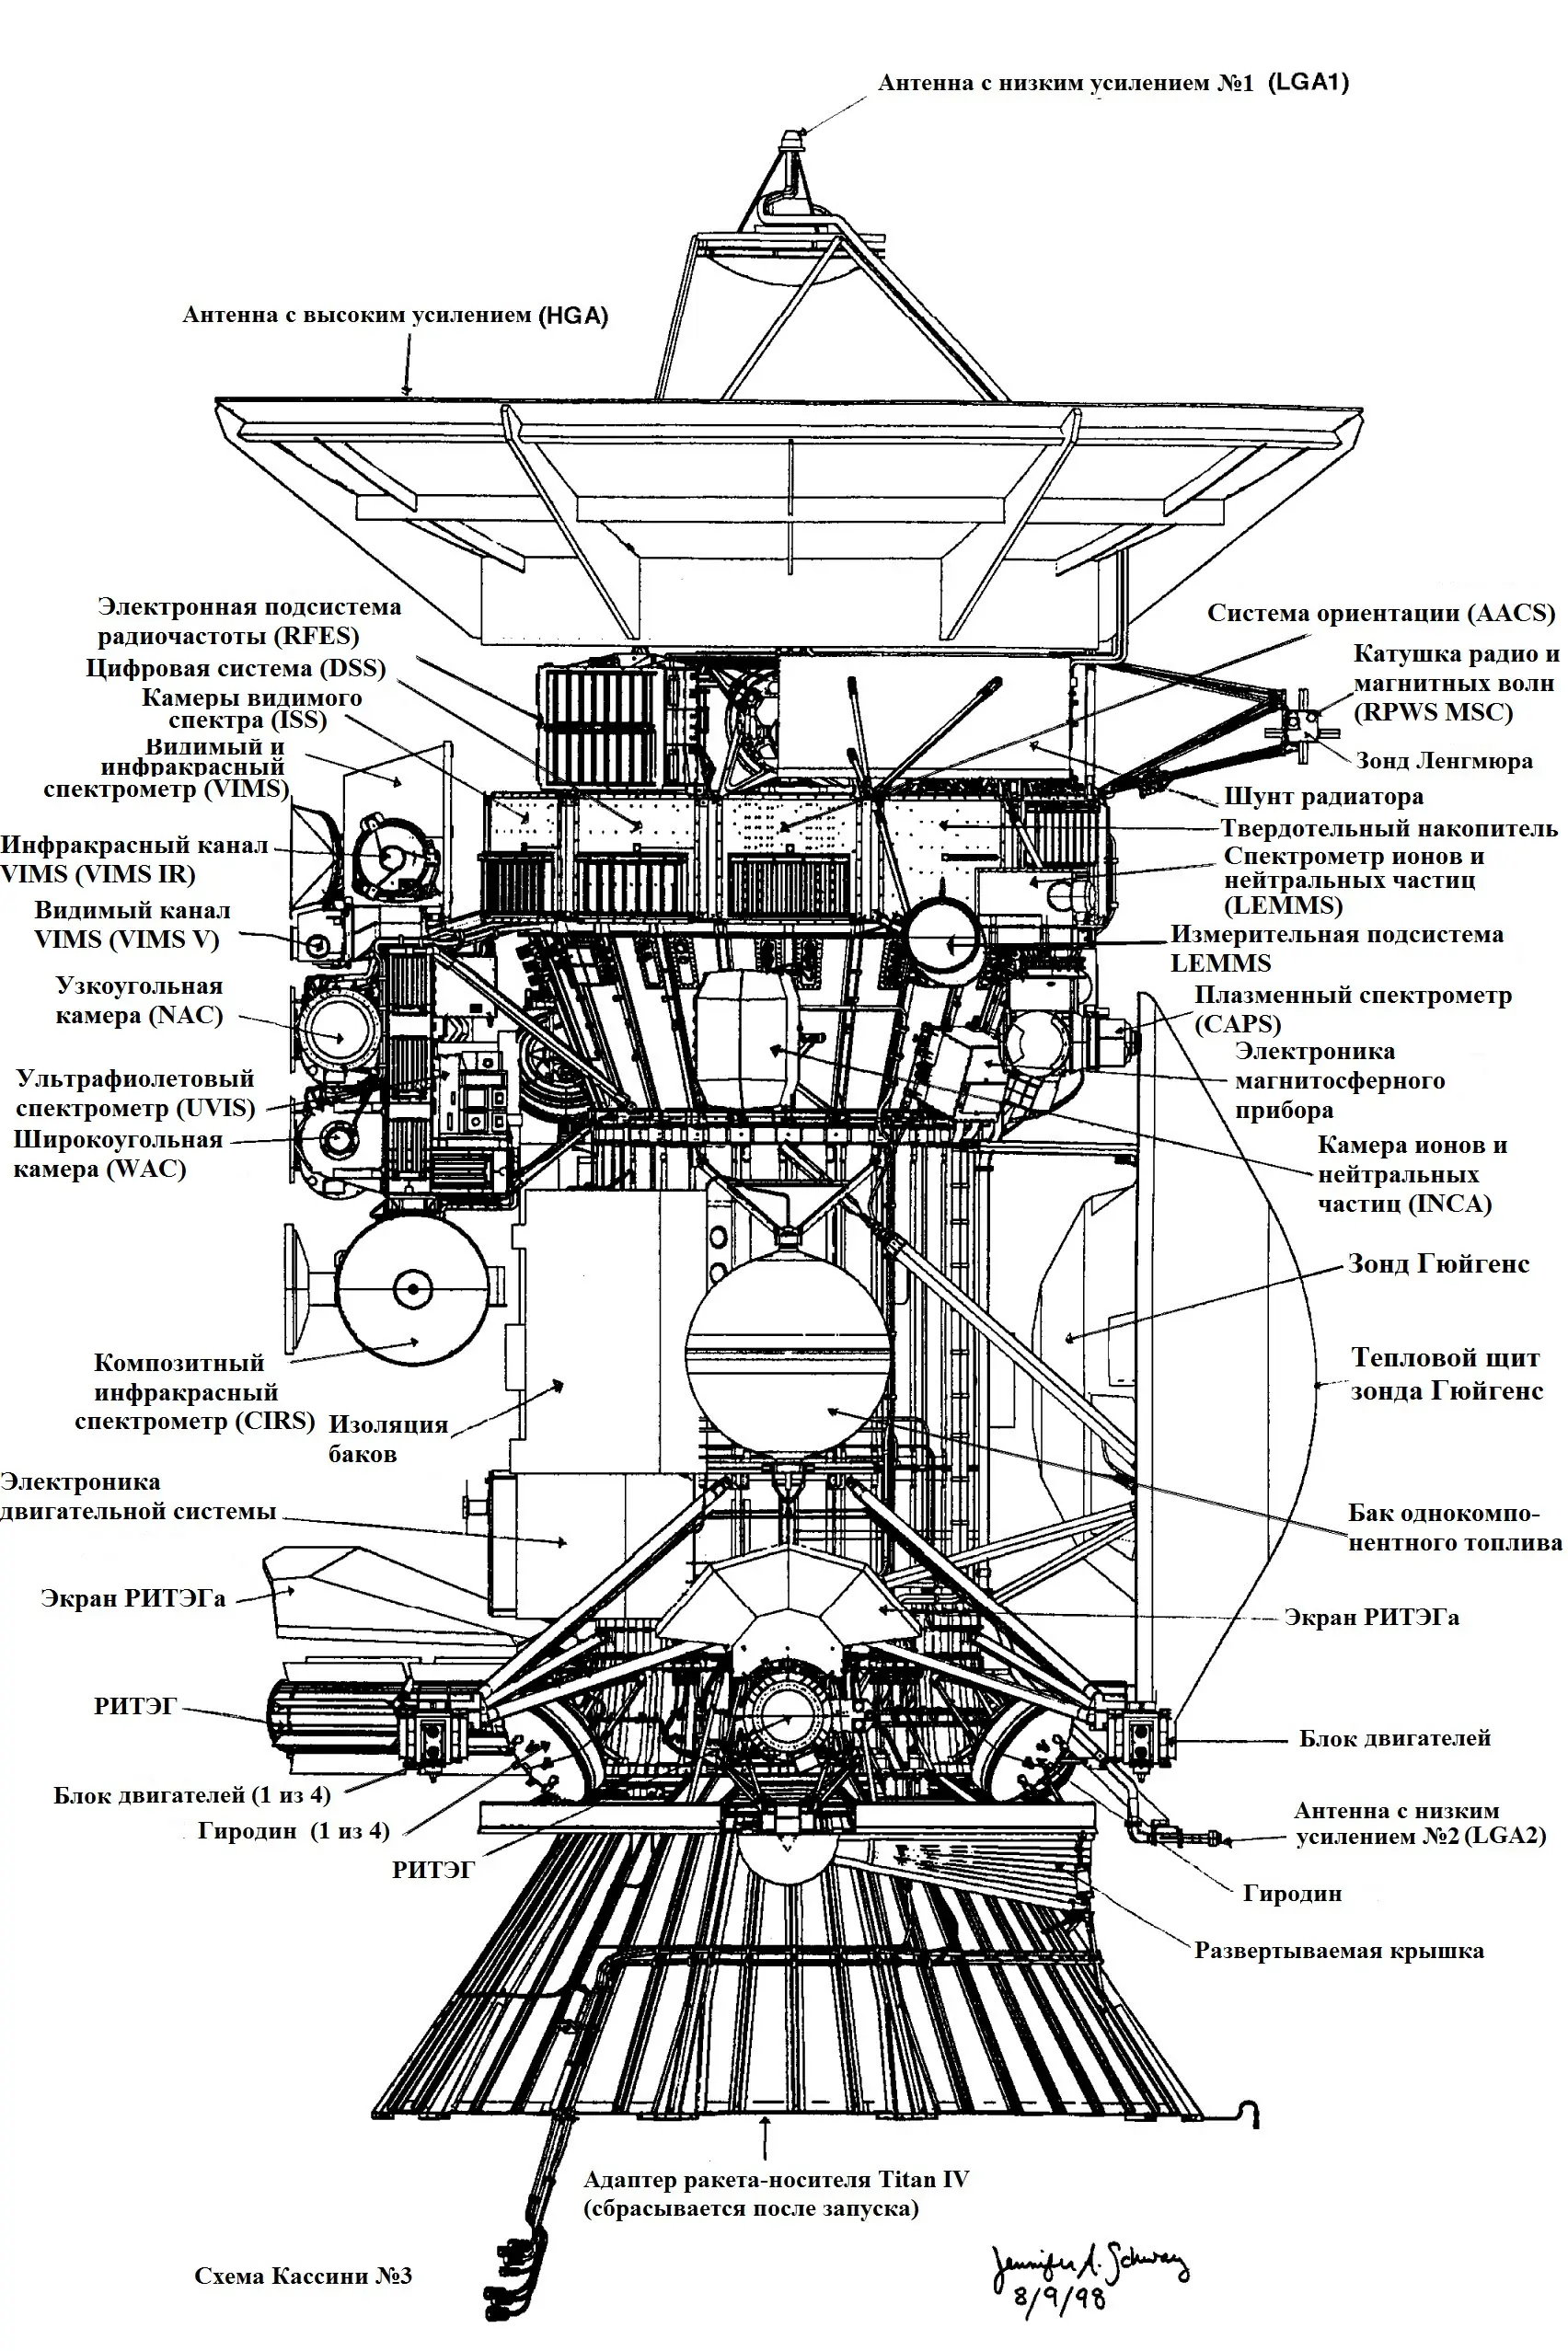 Антенна с низким усилением №1 (LGA1)
Антенна с высоким усилением (HGA)
Электронная подсистема
радиочастоты (RFES)
Цифровая система (DSS)
Камеры видимого
спектра (ISS)
Видимый и
инфракрасный
спектрометр (VIMS)
Инфракрасный канал
VIMS (VIMS IR)
Видимый канал
VIMS (VIMS V)
Узкоугольная
камера (NAC)
Ультрафиолетовый
спектрометр (UVIS)
Широкоугольная
камера (WAC)
Композитный
инфракрасный
спектрометр (CIRS)
Изоляция
баков
Электроника
двигательной системы
Экран РИТЭГа
РИТЭГ
Блок двигателей (1 из 4)
Гиродин (1 из 4)
РИТЭГ
Система ориентации (AACS)
Катушка радио и
магнитных волн
(RPWS MSC)
Зонд Ленгмюра
Шунт радиатора
Твердотельный накопитель
Спектрометр ионов и
нейтральных частиц
(LEMMS)
Измерительная подсистема
LEMMS
Плазменный спектрометр
(CAPS)
Электроника
магнитосферного
прибора
Камера ионов и
нейтральных
частиц (INCA)
Зонд Гюйгенс
Тепловой щит
зонда Гюйгенс
Бак однокомпо-
нентного топлива
Экран РИТЭГа
Блок двигателей
Антенна с низким
усилением №2 (LGA2)
Гиродин
Развертываемая крышка
Адаптер ракета-носителя Titan IV
(сбрасывается после запуска)
Схема Кассини №3
Jennifer A.
8/9/98